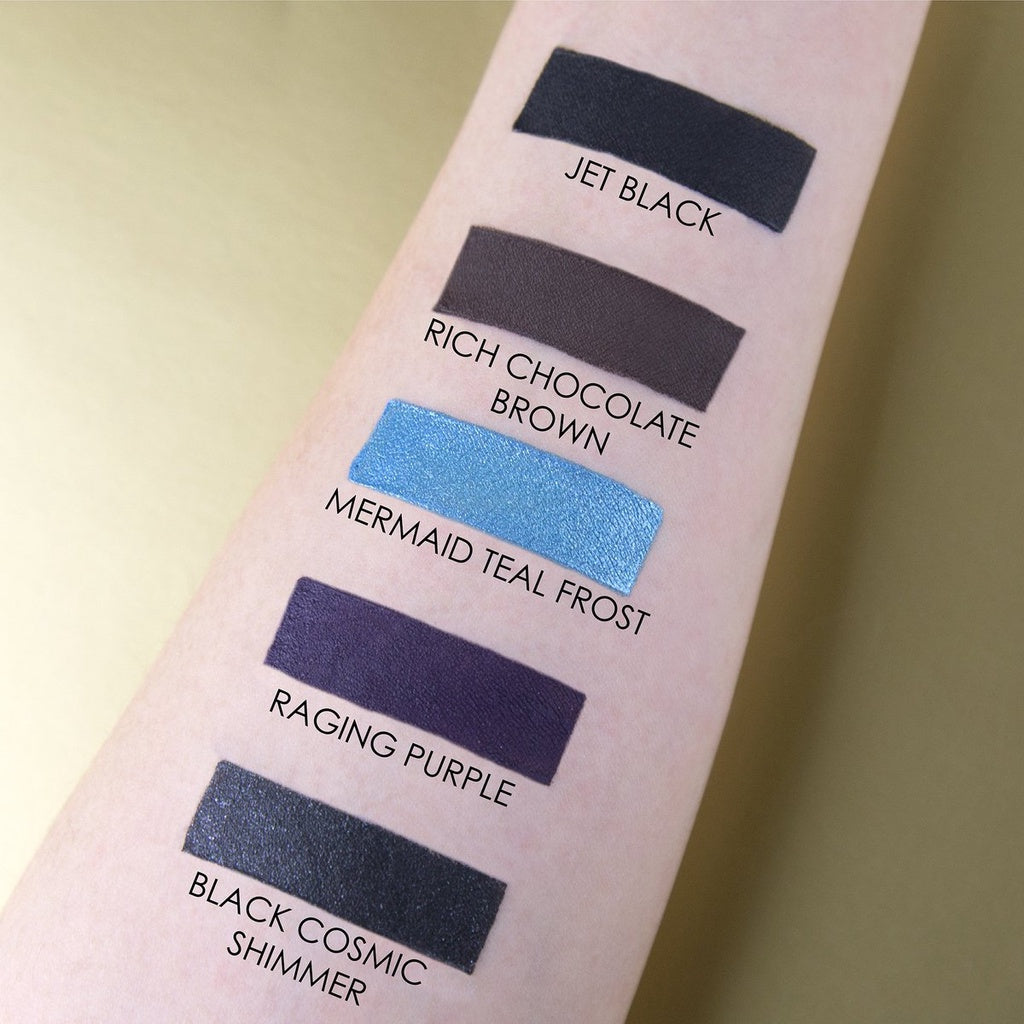 JET BLACK
RICH CHOCOLATE
BROWN
MERMAID TEAL FROST
RAGING PURPLE
BLACK COSMIC
SHIMMER